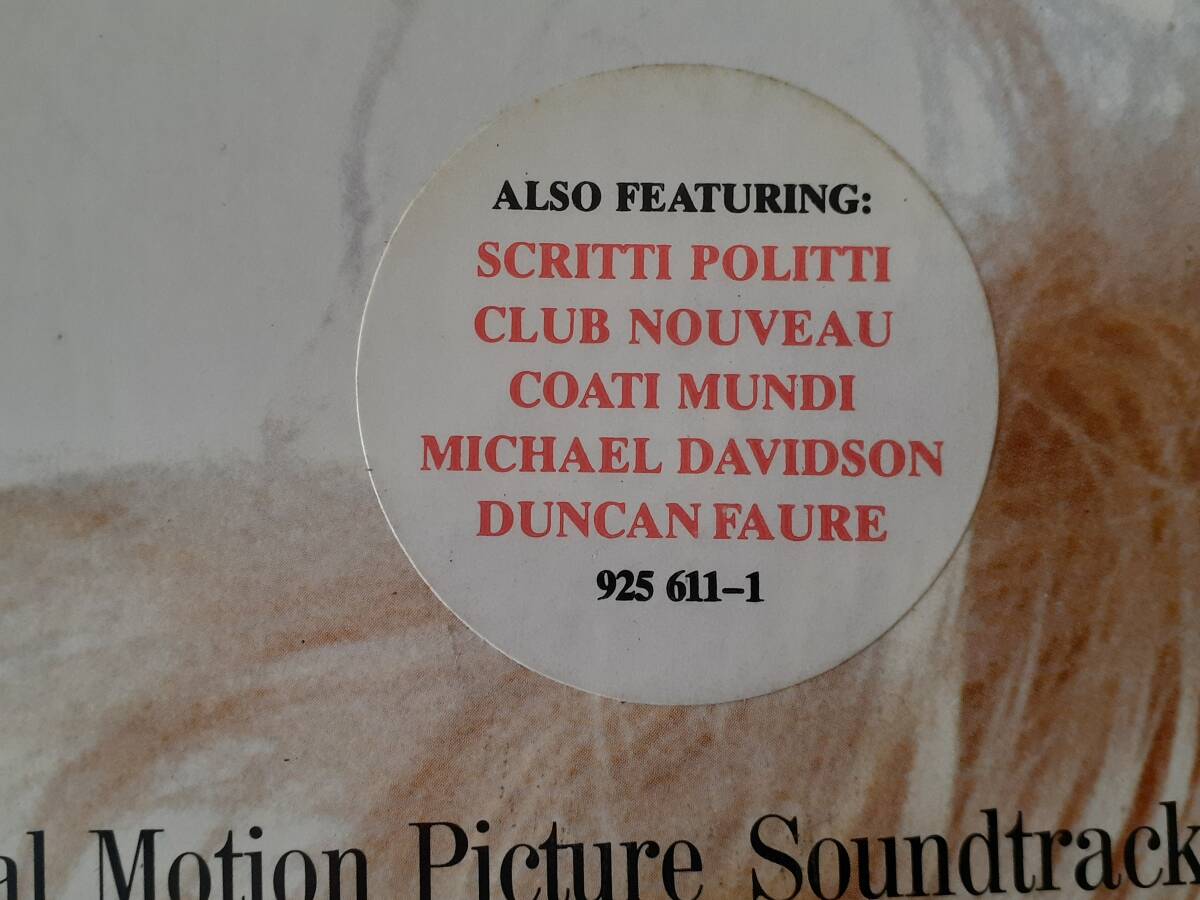 ALSO FEATURING:
SCRITTI POLITTI
CLUB NOUVEAU
COATI MUNDI
MICHAEL DAVIDSON
DUNCAN FAURE
925 611–1
al Motion Picture Soundtrack